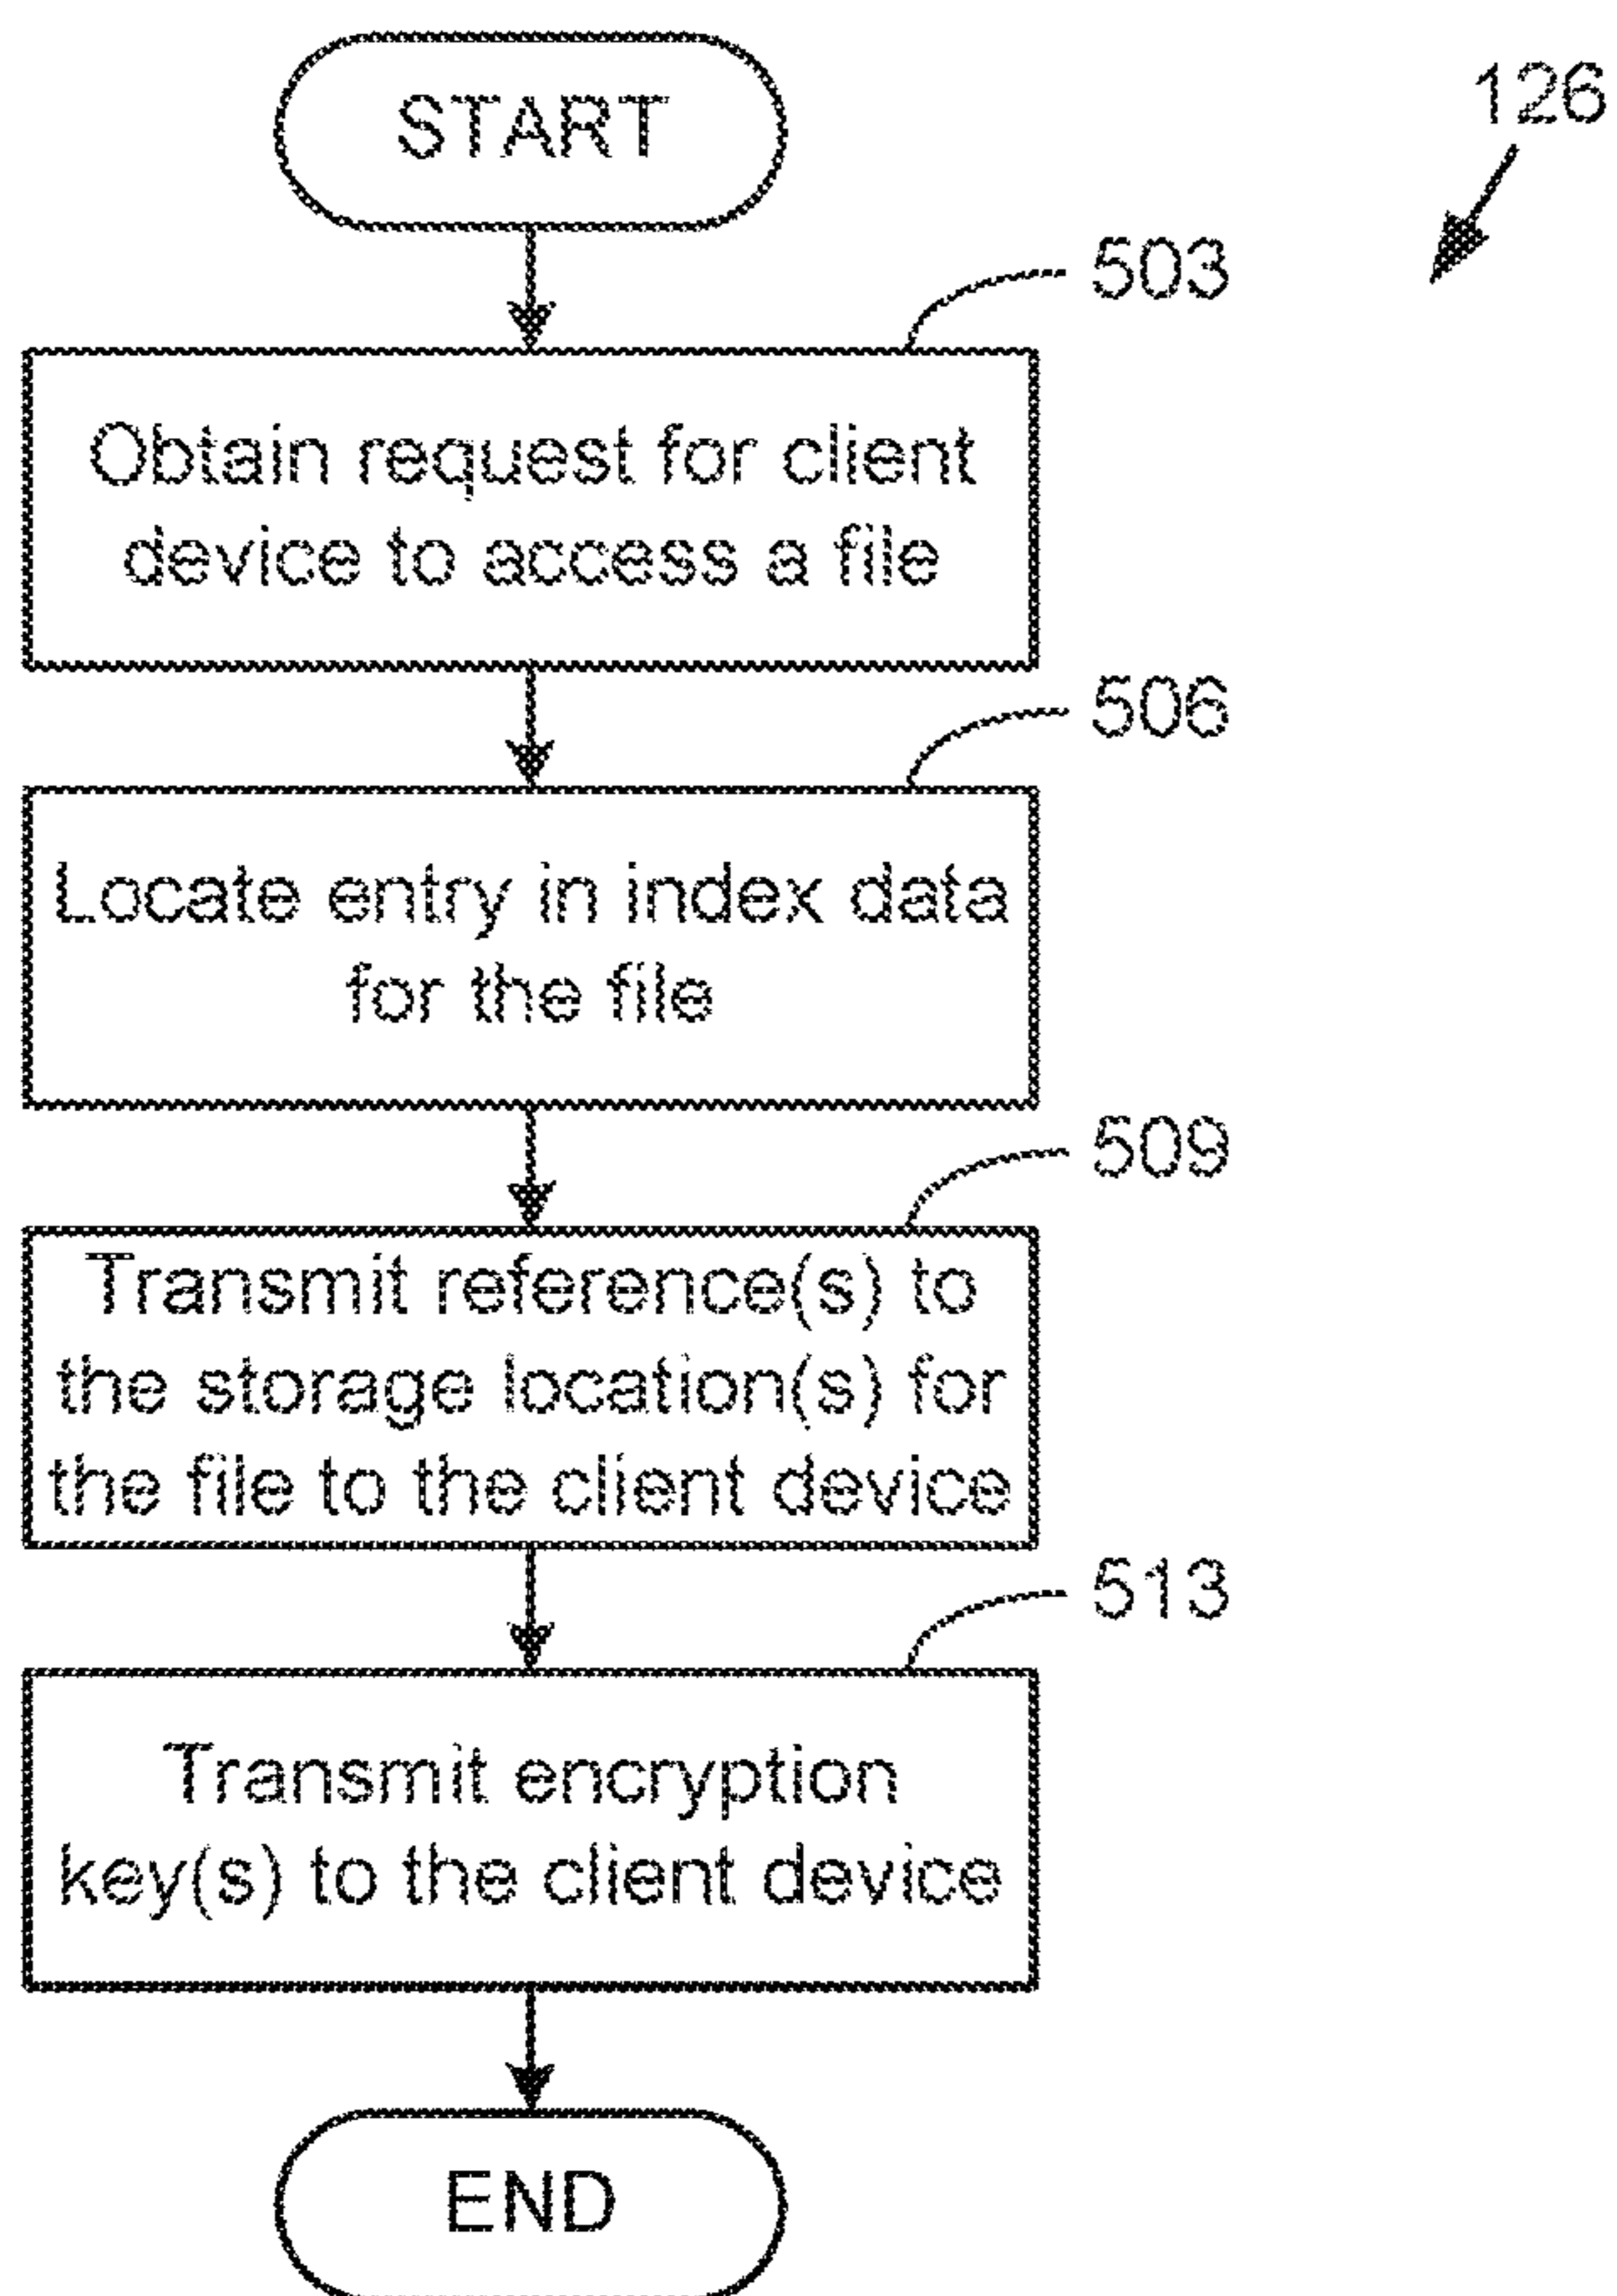 START
126
503
Obtain request for client
device to access a file
506
Locate entry in index data
for the file
509
Transmit reference(s) to
the storage location(s) for
the file to the client device
513
Transmit encryption
key(s) to the client device
END